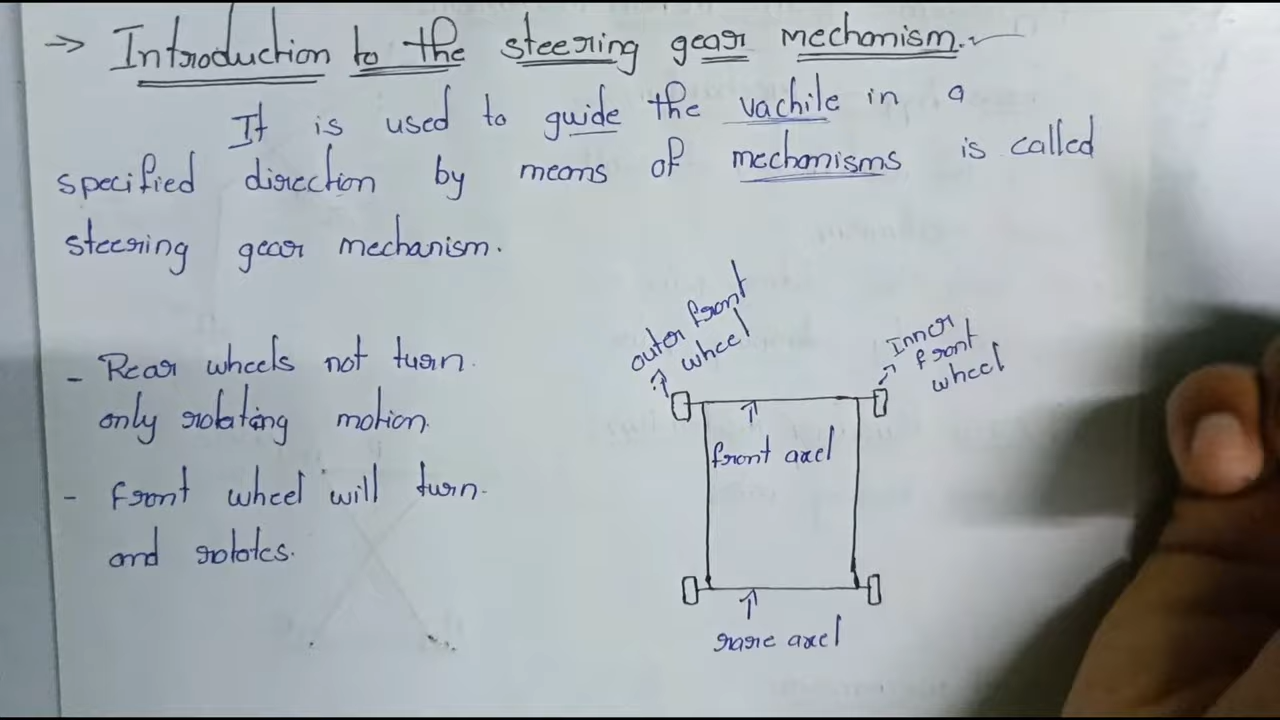 → Introduction to the steering gear mechanism.
It is used to guide the vachile in a
specified direction by means of mechanisms is called
steering gear mechanism.
- Rear wheels not turn.
only rotating motion.
- Front wheel will turn.
and rotates.
outer front
wheel
Inner
front
wheel
front axel
rare axel